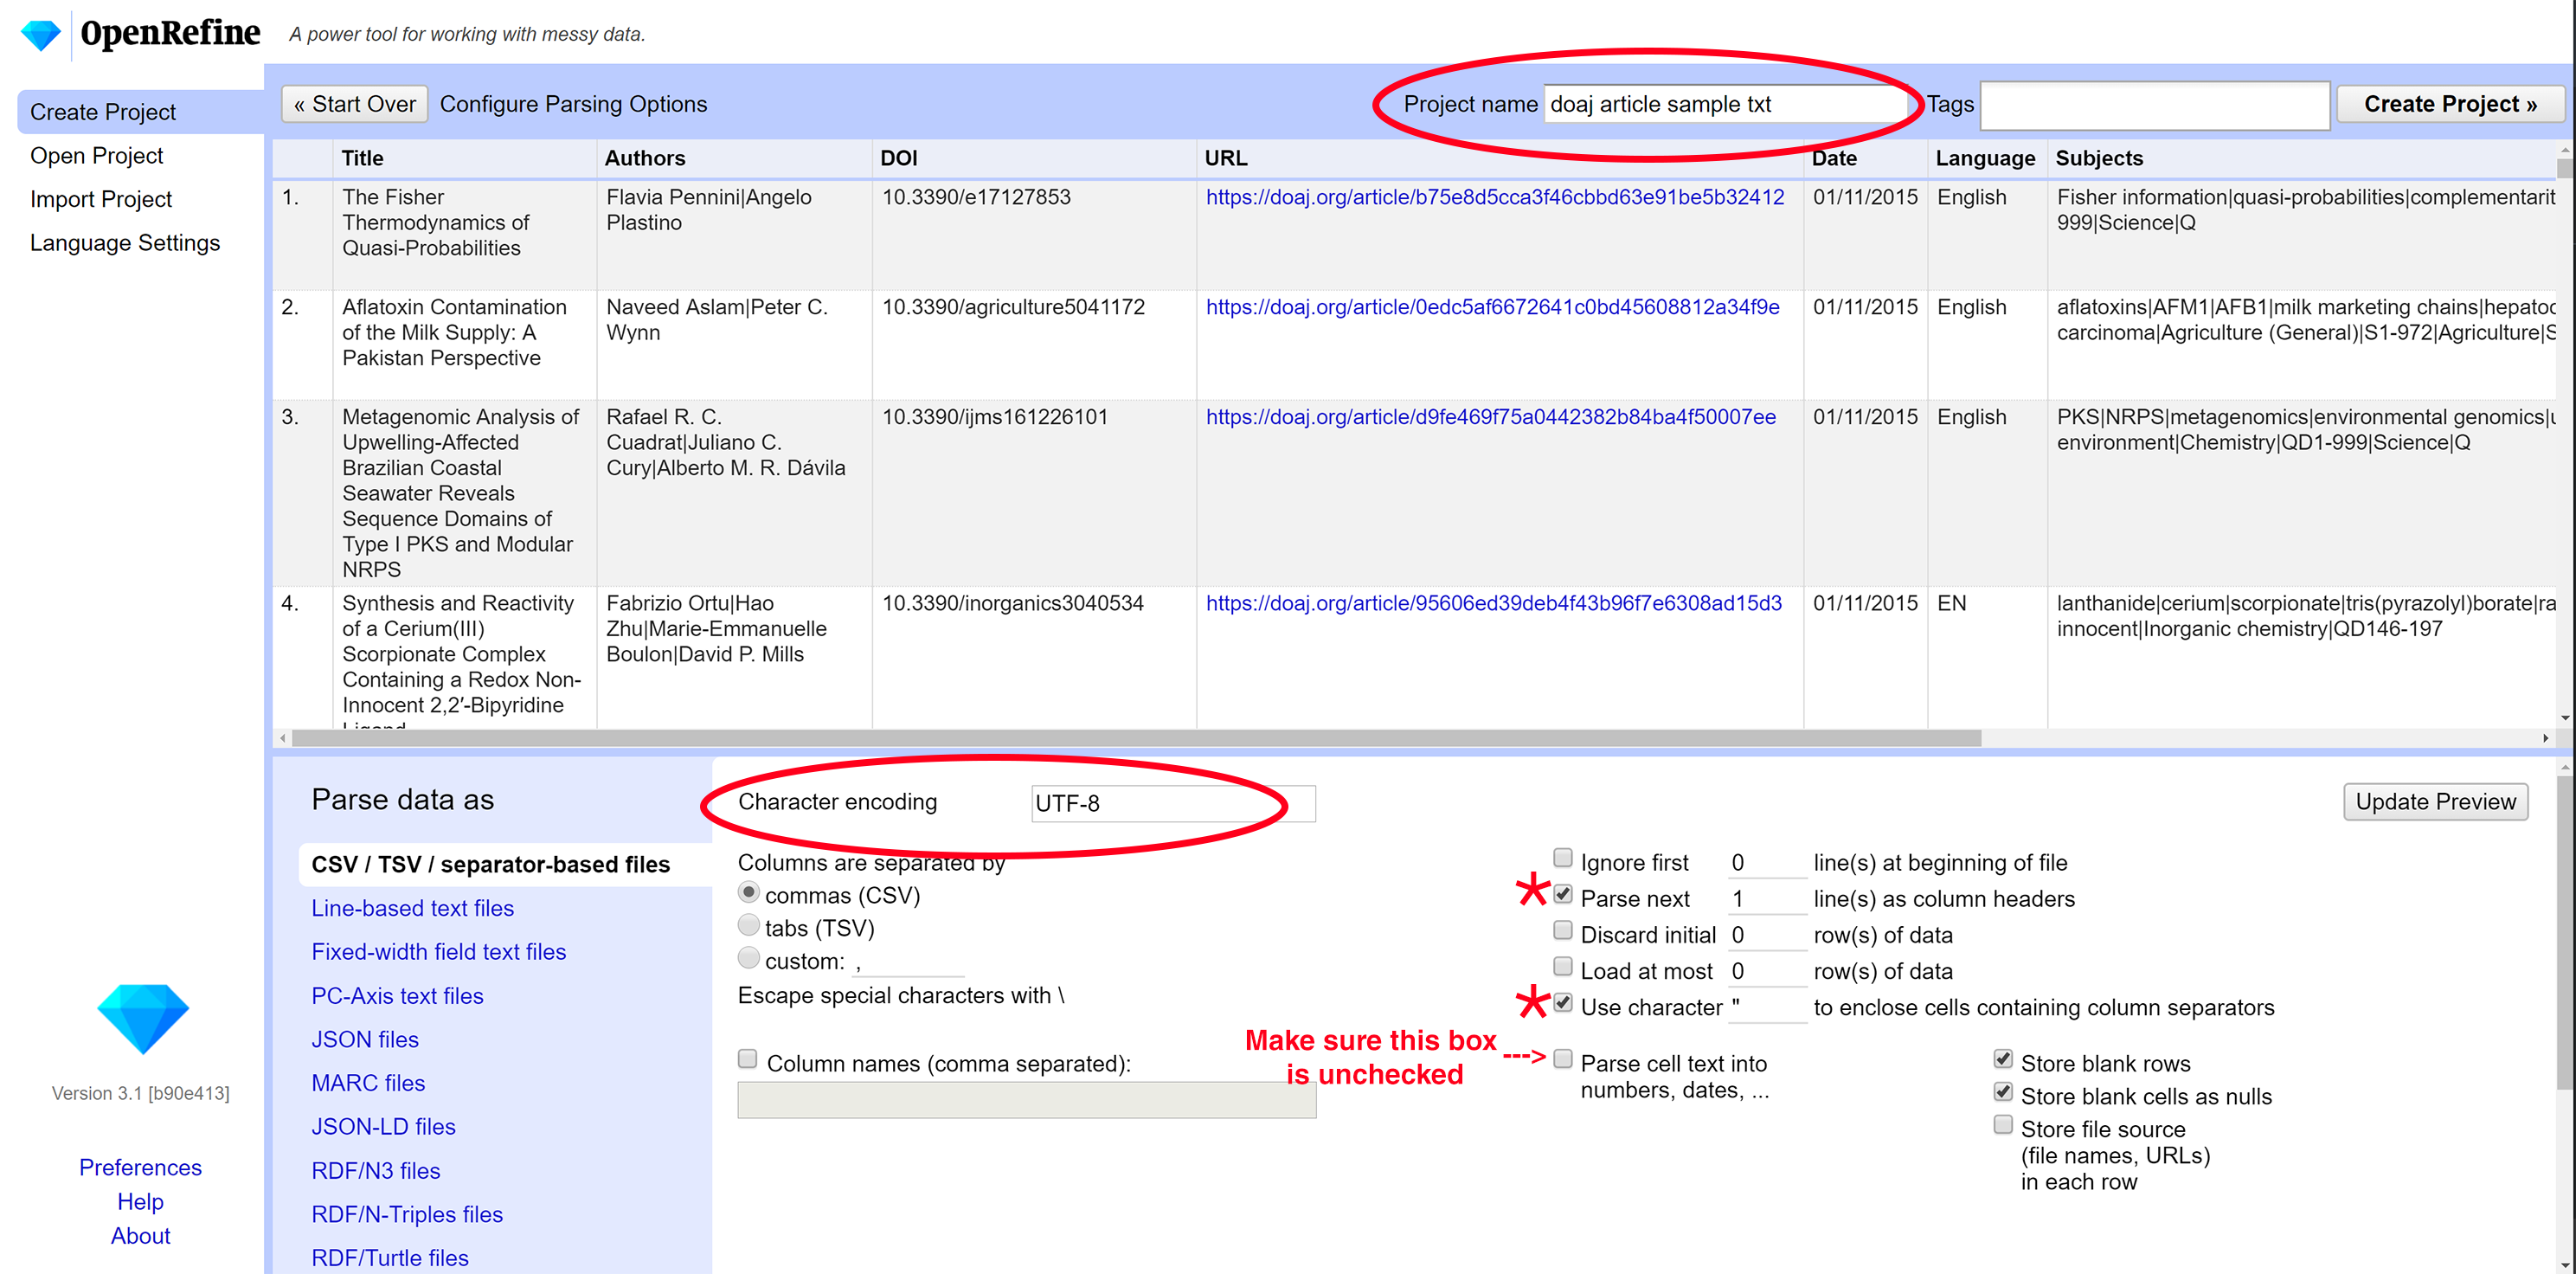 OpenRefine A power tool for working with messy data.
Create Project
Open Project
Import Project
Language Settings
« Start Over Configure Parsing Options Project name doaj article sample txt Tags Create Project »
Title Authors DOI URL Date Language Subjects
1. The Fisher Flavia Pennini|Angelo 10.3390/e17127853 https://doaj.org/article/b75e8d5cca3f46cbbd63e91be5b32412 01/11/2015 English Fisher information|quasi-probabilities|complementarit
Thermodynamics of Plastino 999|Science|Q
Quasi-Probabilities
2. Aflatoxin Contamination Naveed Aslam|Peter C. 10.3390/agriculture5041172 https://doaj.org/article/0edc5af6672641c0bd45608812a34f9e 01/11/2015 English aflatoxins|AFM1|AFB1|milk marketing chains|hepatoc
of the Milk Supply: A Wynn carcinoma|Agriculture (General)|S1-972|Agriculture|S
Pakistan Perspective
3. Metagenomic Analysis of Rafael R. C. 10.3390/ijms161226101 https://doaj.org/article/d9fe469f75a0442382b84ba4f50007ee 01/11/2015 English PKS|NRPS|metagenomics|environmental genomics|u
Upwelling-Affected Cuadrat|Juliano C. environment|Chemistry|QD1-999|Science|Q
Brazilian Coastal Cury|Alberto M. R. Dávila
Seawater Reveals
Sequence Domains of
Type I PKS and Modular
NRPS
4. Synthesis and Reactivity Fabrizio Ortu|Hao 10.3390/inorganics3040534 https://doaj.org/article/95606ed39deb4f43b96f7e6308ad15d3 01/11/2015 EN lanthanide|cerium|scorpionate|tris(pyrazolyl)borate|ra
of a Cerium(III) Zhu|Marie-Emmanuelle innocent|Inorganic chemistry|QD146-197
Scorpionate Complex Boulon|David P. Mills
Containing a Redox Non-
Innocent 2,2′-Bipyridine
Ligand
Parse data as
CSV / TSV / separator-based files
Line-based text files
Fixed-width field text files
PC-Axis text files
JSON files
MARC files
JSON-LD files
RDF/N3 files
RDF/N-Triples files
RDF/Turtle files
Character encoding UTF-8
Columns are separated by
commas (CSV)
tabs (TSV)
custom: ,
Escape special characters with \
Column names (comma separated):
Update Preview
Ignore first 0 line(s) at beginning of file
* Parse next 1 line(s) as column headers
Discard initial 0 row(s) of data
Load at most 0 row(s) of data
* Use character " to enclose cells containing column separators
Make sure this box
is unchecked
--->
Parse cell text into
numbers, dates, ...
Store blank rows
Store blank cells as nulls
Store file source
(file names, URLs)
in each row
Version 3.1 [b90e413]
Preferences
Help
About